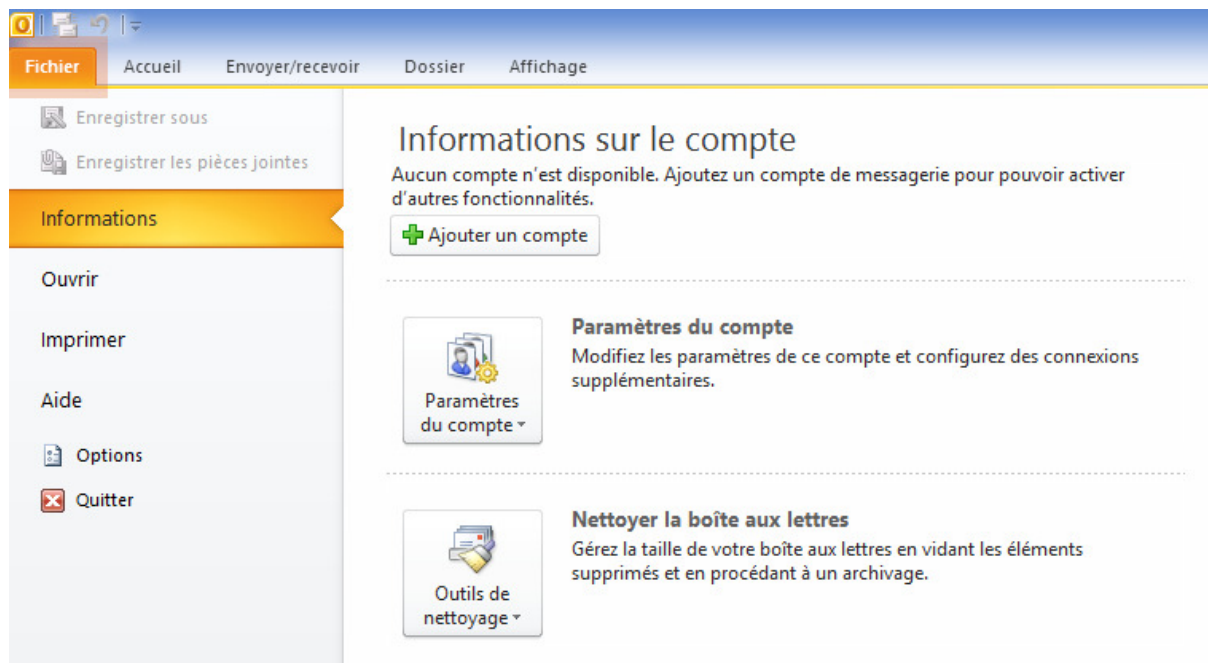 Fichier Accueil Envoyer/recevoir Dossier Affichage
Enregistrer sous
Enregistrer les pièces jointes
Informations
Ouvrir
Imprimer
Aide
Options
Quitter
Informations sur le compte
Aucun compte n'est disponible. Ajoutez un compte de messagerie pour pouvoir activer
d'autres fonctionnalités.
Ajouter un compte
Paramètres
du compte
Paramètres du compte
Modifiez les paramètres de ce compte et configurez des connexions
supplémentaires.
Outils de
nettoyage
Nettoyer la boîte aux lettres
Gérez la taille de votre boîte aux lettres en vidant les éléments
supprimés et en procédant à un archivage.